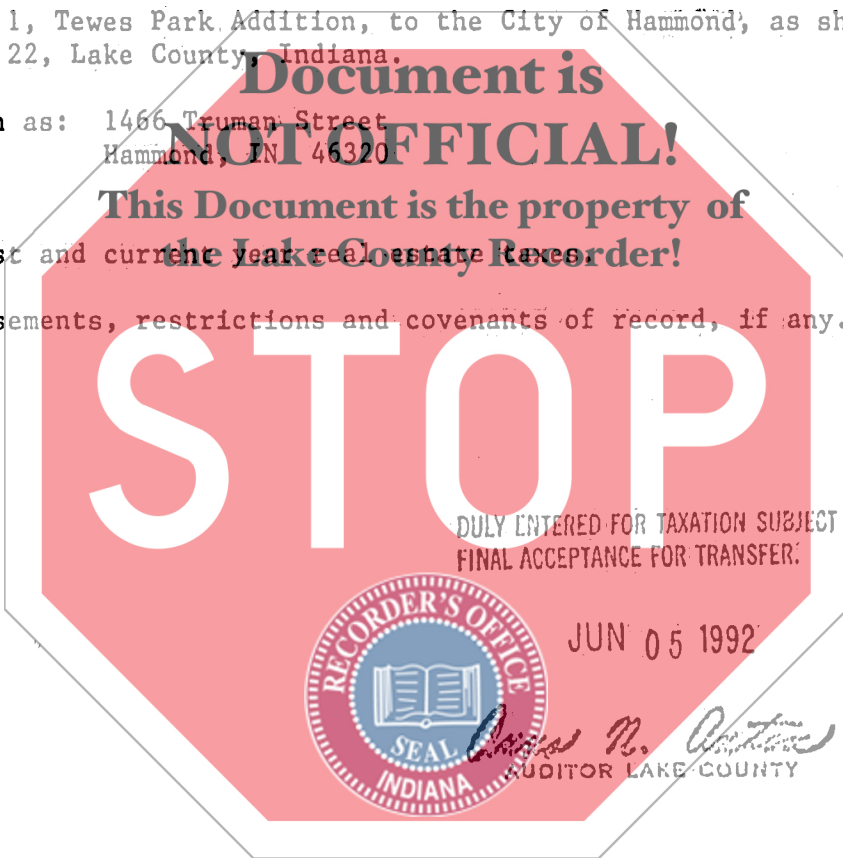 1, Tewes Park Addition, to the City of Hammond, as sh
22, Lake County, Indiana.
Document is
as: 1466 Truman Street
NOT OFFICIAL!
Hammond, IN 46320
This Document is the property of
st and current year real estate taxes.
the Lake County Recorder!
sements, restrictions and covenants of record, if any.
STOP
DULY ENTERED FOR TAXATION SUBJECT
FINAL ACCEPTANCE FOR TRANSFER.
JUN 05 1992
RECORDER'S OFFICE
SEAL
INDIANA
N.
AUDITOR LAKE COUNTY